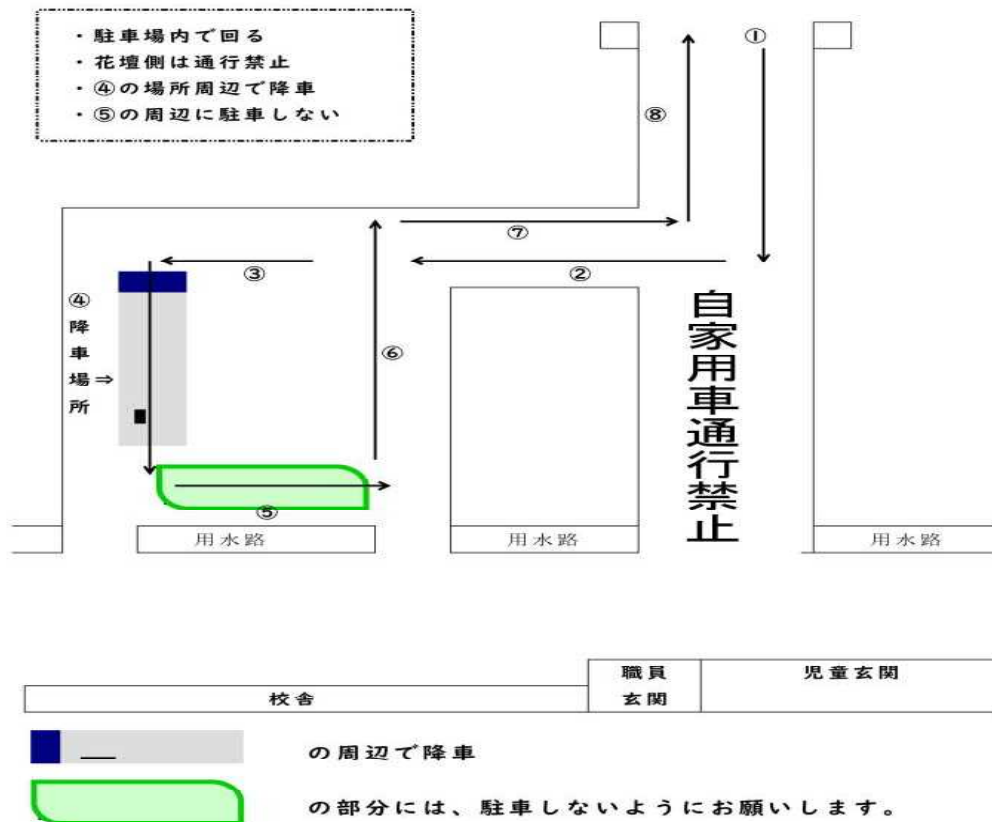 ・駐車場内で回る
・花壇側は通行禁止
・④の場所周辺で降車
・⑤の周辺に駐車しない
①
⑧
⑦
③
②
④降車場所⇒
⑥
自家用車通行禁止
⑤
用水路
用水路
用水路
校舎
職員
玄関
児童玄関
の周辺で降車
の部分には、駐車しないようにお願いします。